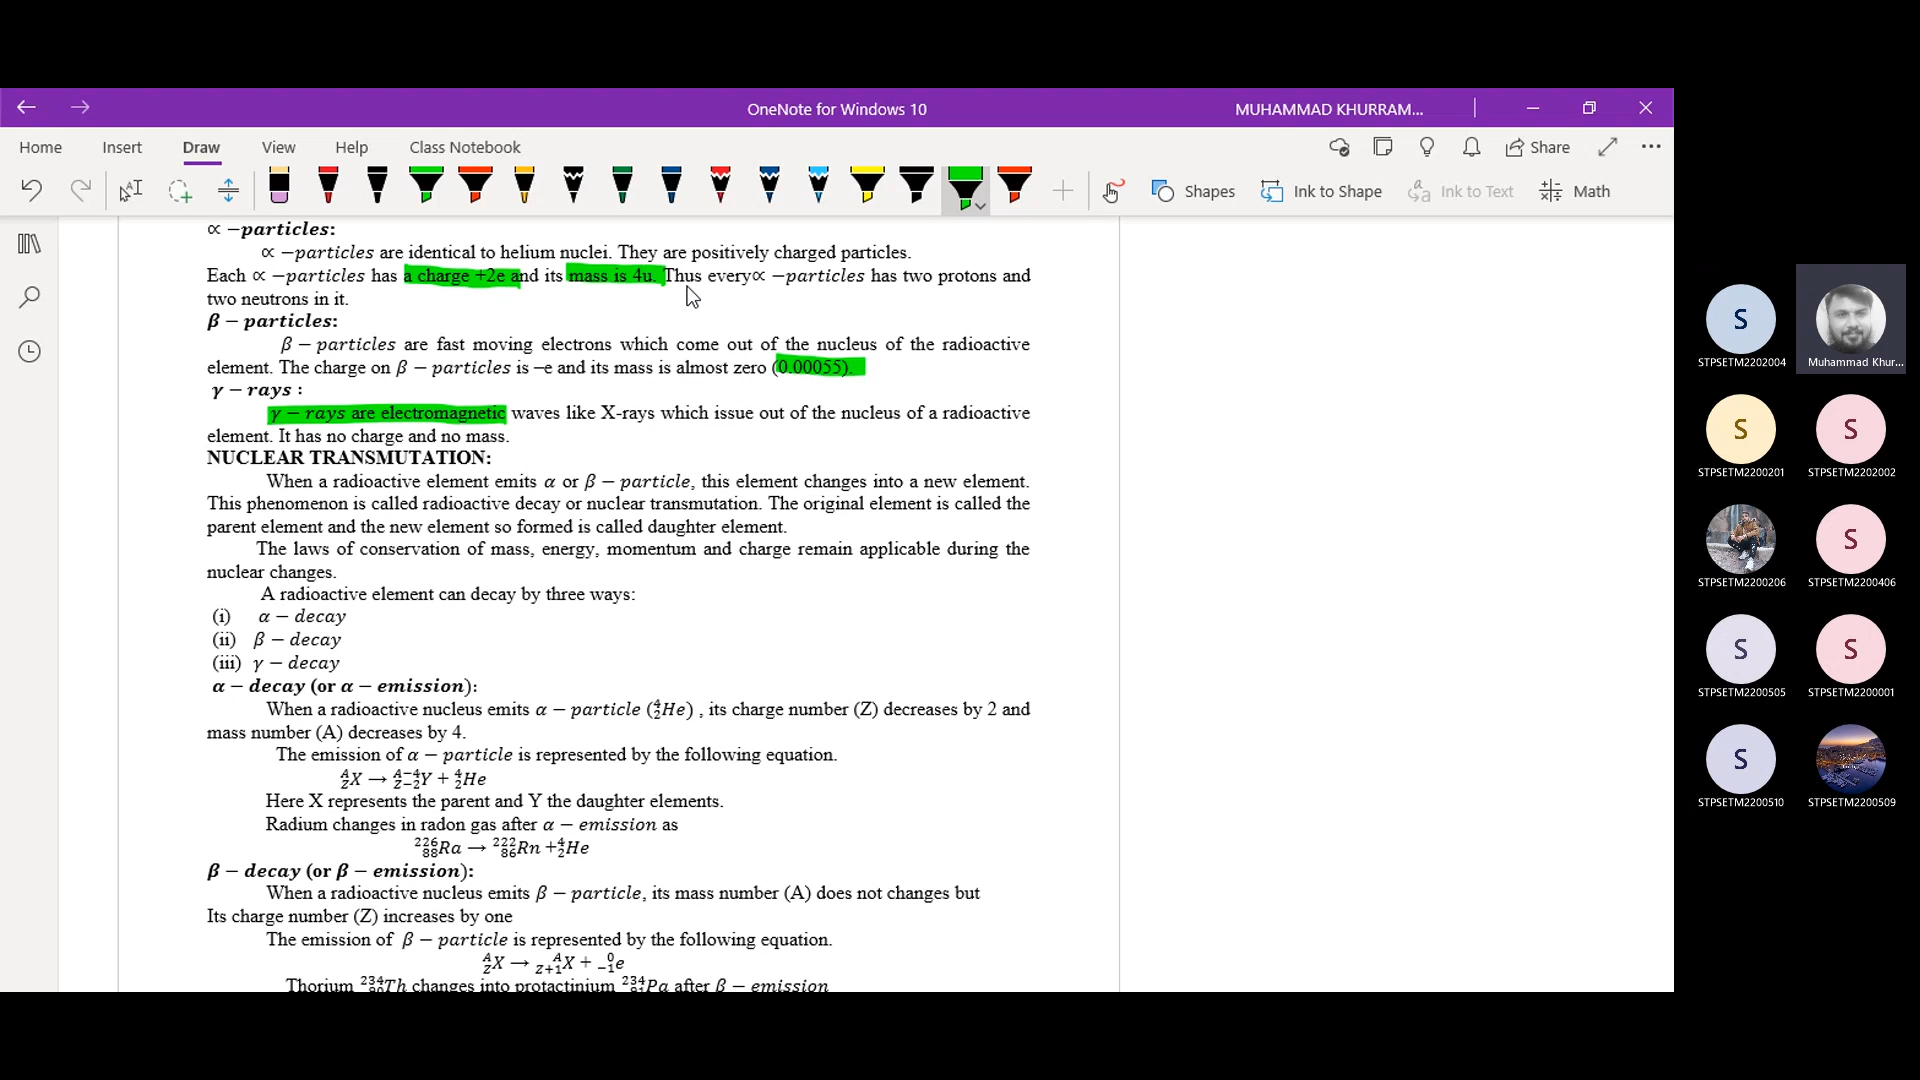 OneNote for Windows 10
MUHAMMAD KHURRAM...
Home Insert Draw View Help Class Notebook
Share
Shapes Ink to Shape Ink to Text Math
∝ −particles:
∝ −particles are identical to helium nuclei. They are positively charged particles.
Each ∝ −particles has a charge +2e and its mass is 4u. Thus every∝ −particles has two protons and
two neutrons in it.
β − particles:
β − particles are fast moving electrons which come out of the nucleus of the radioactive
element. The charge on β − particles is –e and its mass is almost zero (0.00055).
γ − rays :
γ − rays are electromagnetic waves like X-rays which issue out of the nucleus of a radioactive
element. It has no charge and no mass.
NUCLEAR TRANSMUTATION:
When a radioactive element emits α or β − particle, this element changes into a new element.
This phenomenon is called radioactive decay or nuclear transmutation. The original element is called the
parent element and the new element so formed is called daughter element.
The laws of conservation of mass, energy, momentum and charge remain applicable during the
nuclear changes.
A radioactive element can decay by three ways:
(i) α − decay
(ii) β − decay
(iii) γ − decay
α − decay (or α − emission):
When a radioactive nucleus emits α − particle (⁴₂He) , its charge number (Z) decreases by 2 and
mass number (A) decreases by 4.
The emission of α − particle is represented by the following equation.
ᴬ_ZX → ᴬ⁻⁴_Z₋₂Y + ⁴₂He
Here X represents the parent and Y the daughter elements.
Radium changes in radon gas after α − emission as
²²⁶₈₈Ra → ²²²₈₆Rn +⁴₂He
β − decay (or β − emission):
When a radioactive nucleus emits β − particle, its mass number (A) does not changes but
Its charge number (Z) increases by one
The emission of β − particle is represented by the following equation.
ᴬ_ZX → ᴬ_Z₊₁X + ⁰₋₁e
Thorium ²³⁴₉₀Th changes into protactinium ²³⁴₉₁Pa after β − emission
S
STPSETM2202004 Muhammad Khur...
S S
STPSETM2200201 STPSETM2202002
S
STPSETM2200206 STPSETM2200406
S S
STPSETM2200505 STPSETM2200001
S
STPSETM2200510 STPSETM2200509